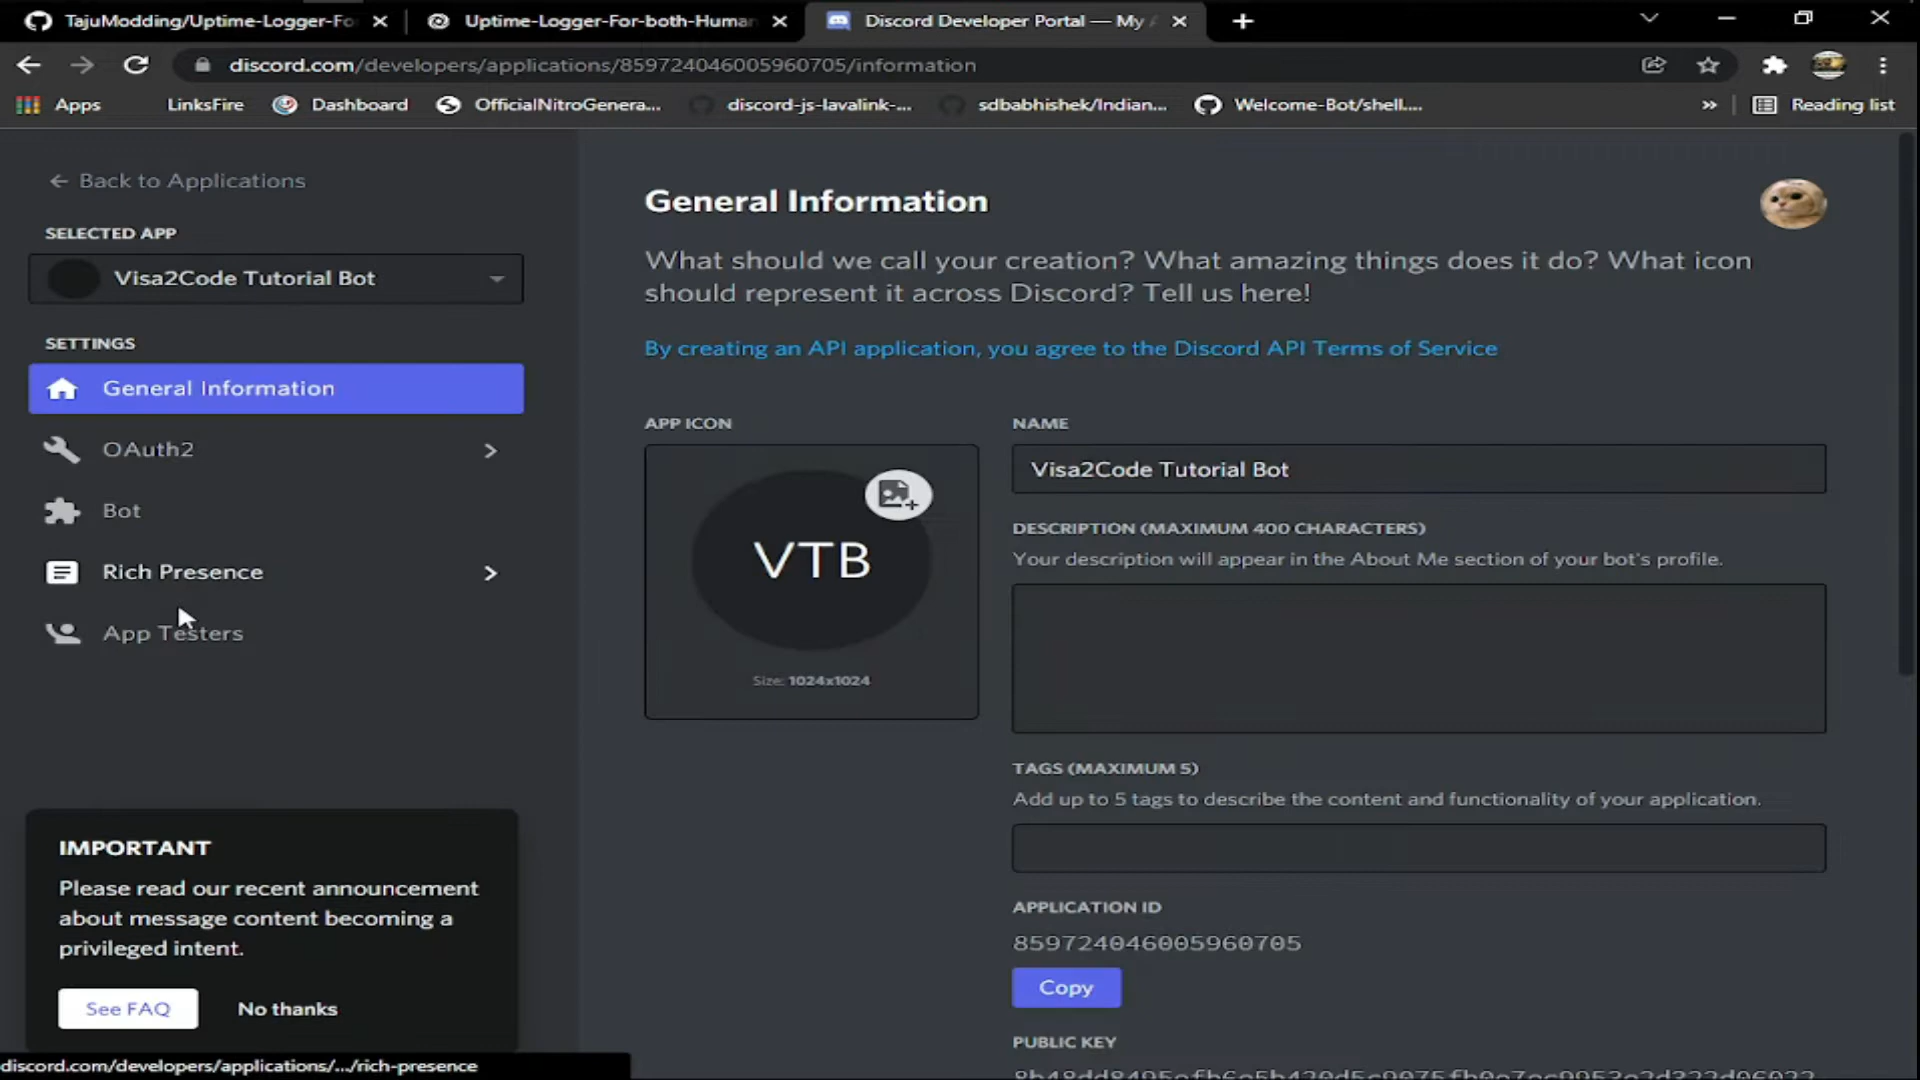 TajuModding/Uptime-Logger-Fo
Uptime-Logger-For-both-Human
Discord Developer Portal — My A
discord.com/developers/applications/859724046005960705/information
Apps
LinksFire
Dashboard
OfficialNitroGenera...
discord-js-lavalink-...
sdbabhishek/Indian...
Welcome-Bot/shell....
»
Reading list
← Back to Applications
SELECTED APP
Visa2Code Tutorial Bot
SETTINGS
General Information
OAuth2
Bot
Rich Presence
App Testers
IMPORTANT
Please read our recent announcement
about message content becoming a
privileged intent.
See FAQ
No thanks
discord.com/developers/applications/.../rich-presence
General Information
What should we call your creation? What amazing things does it do? What icon
should represent it across Discord? Tell us here!
By creating an API application, you agree to the Discord API Terms of Service
APP ICON
VTB
Size: 1024x1024
NAME
Visa2Code Tutorial Bot
DESCRIPTION (MAXIMUM 400 CHARACTERS)
Your description will appear in the About Me section of your bot's profile.
TAGS (MAXIMUM 5)
Add up to 5 tags to describe the content and functionality of your application.
APPLICATION ID
859724046005960705
Copy
PUBLIC KEY